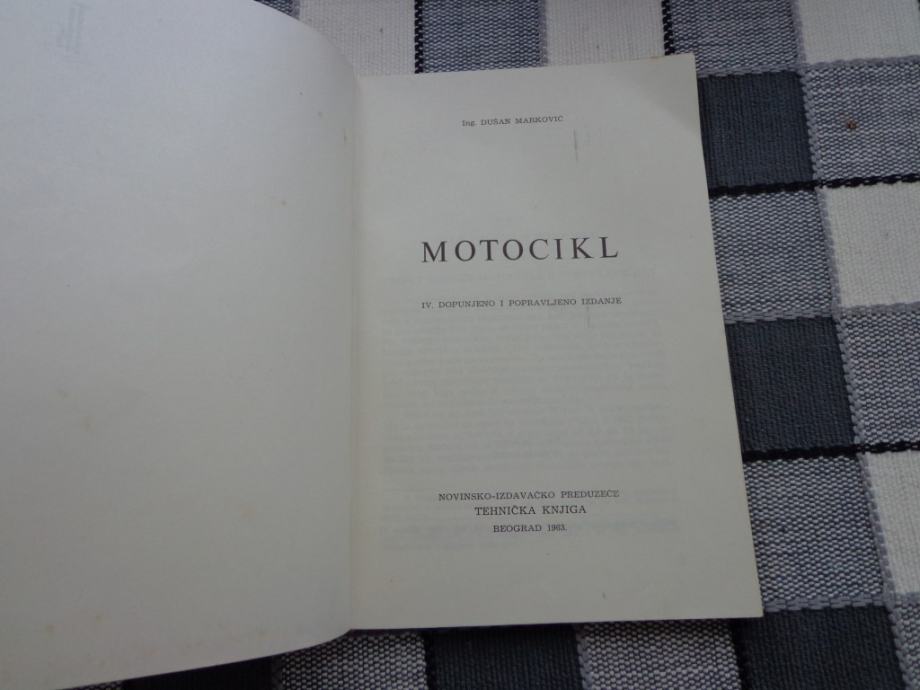 Ing. DUŠAN MARKOVIĆ
MOTOCIKL
IV. DOPUNJENO I POPRAVLJENO IZDANJE
NOVINSKO-IZDAVAČKO PREDUZEĆE
TEHNIČKA KNJIGA
BEOGRAD 1963.